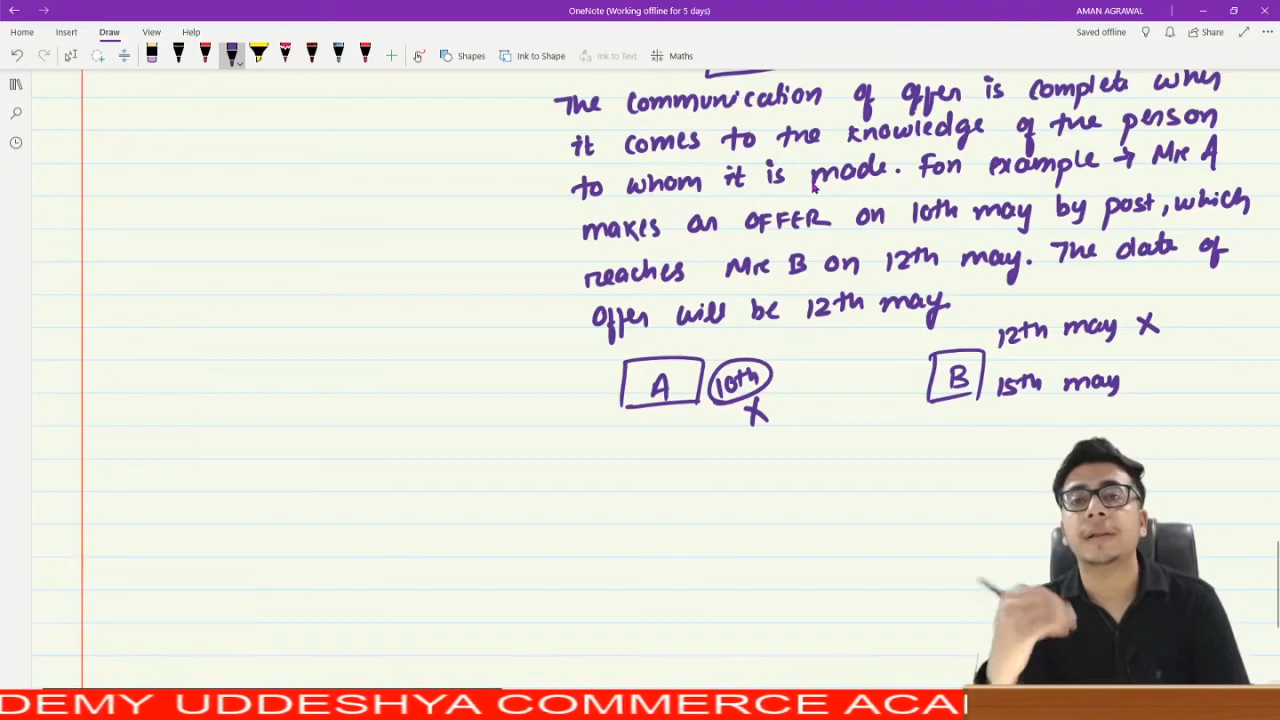 OneNote (Working offline for 5 days)
AMAN AGRAWAL
Home Insert Draw View Help
Saved offline
Share
Shapes
Ink to Shape
Ink to Text
Maths
The communication of offer is complete when
it comes to the knowledge of the person
to whom it is made. For example → Mr A
makes an OFFER on 10th may by post, which
reaches Mr B on 12th may. The date of
offer will be 12th may.
12th may X
A 10th B 15th may
X
DEMY UDDESHYA COMMERCE ACA